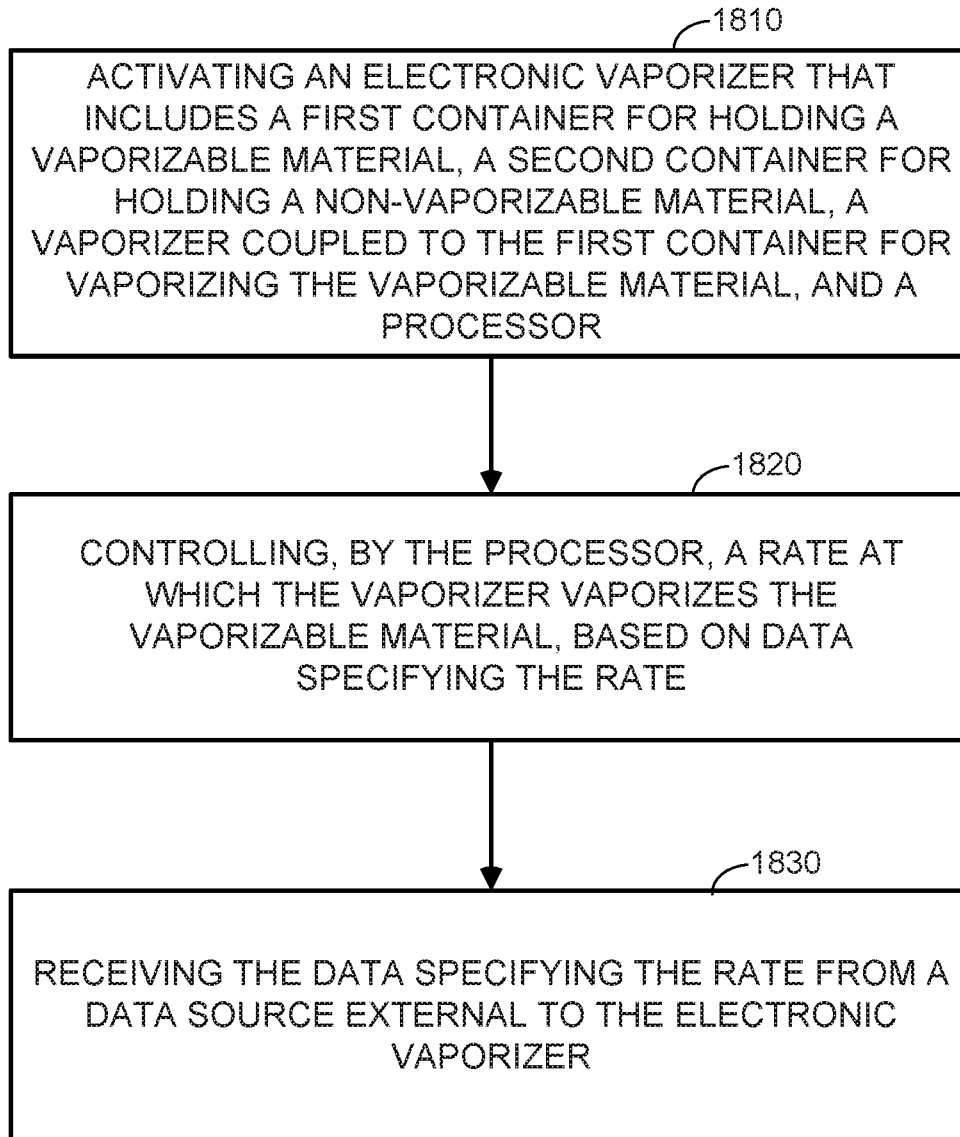 1810
ACTIVATING AN ELECTRONIC VAPORIZER THAT
INCLUDES A FIRST CONTAINER FOR HOLDING A
VAPORIZABLE MATERIAL, A SECOND CONTAINER FOR
HOLDING A NON-VAPORIZABLE MATERIAL, A
VAPORIZER COUPLED TO THE FIRST CONTAINER FOR
VAPORIZING THE VAPORIZABLE MATERIAL, AND A
PROCESSOR
1820
CONTROLLING, BY THE PROCESSOR, A RATE AT
WHICH THE VAPORIZER VAPORIZES THE
VAPORIZABLE MATERIAL, BASED ON DATA
SPECIFYING THE RATE
1830
RECEIVING THE DATA SPECIFYING THE RATE FROM A
DATA SOURCE EXTERNAL TO THE ELECTRONIC
VAPORIZER